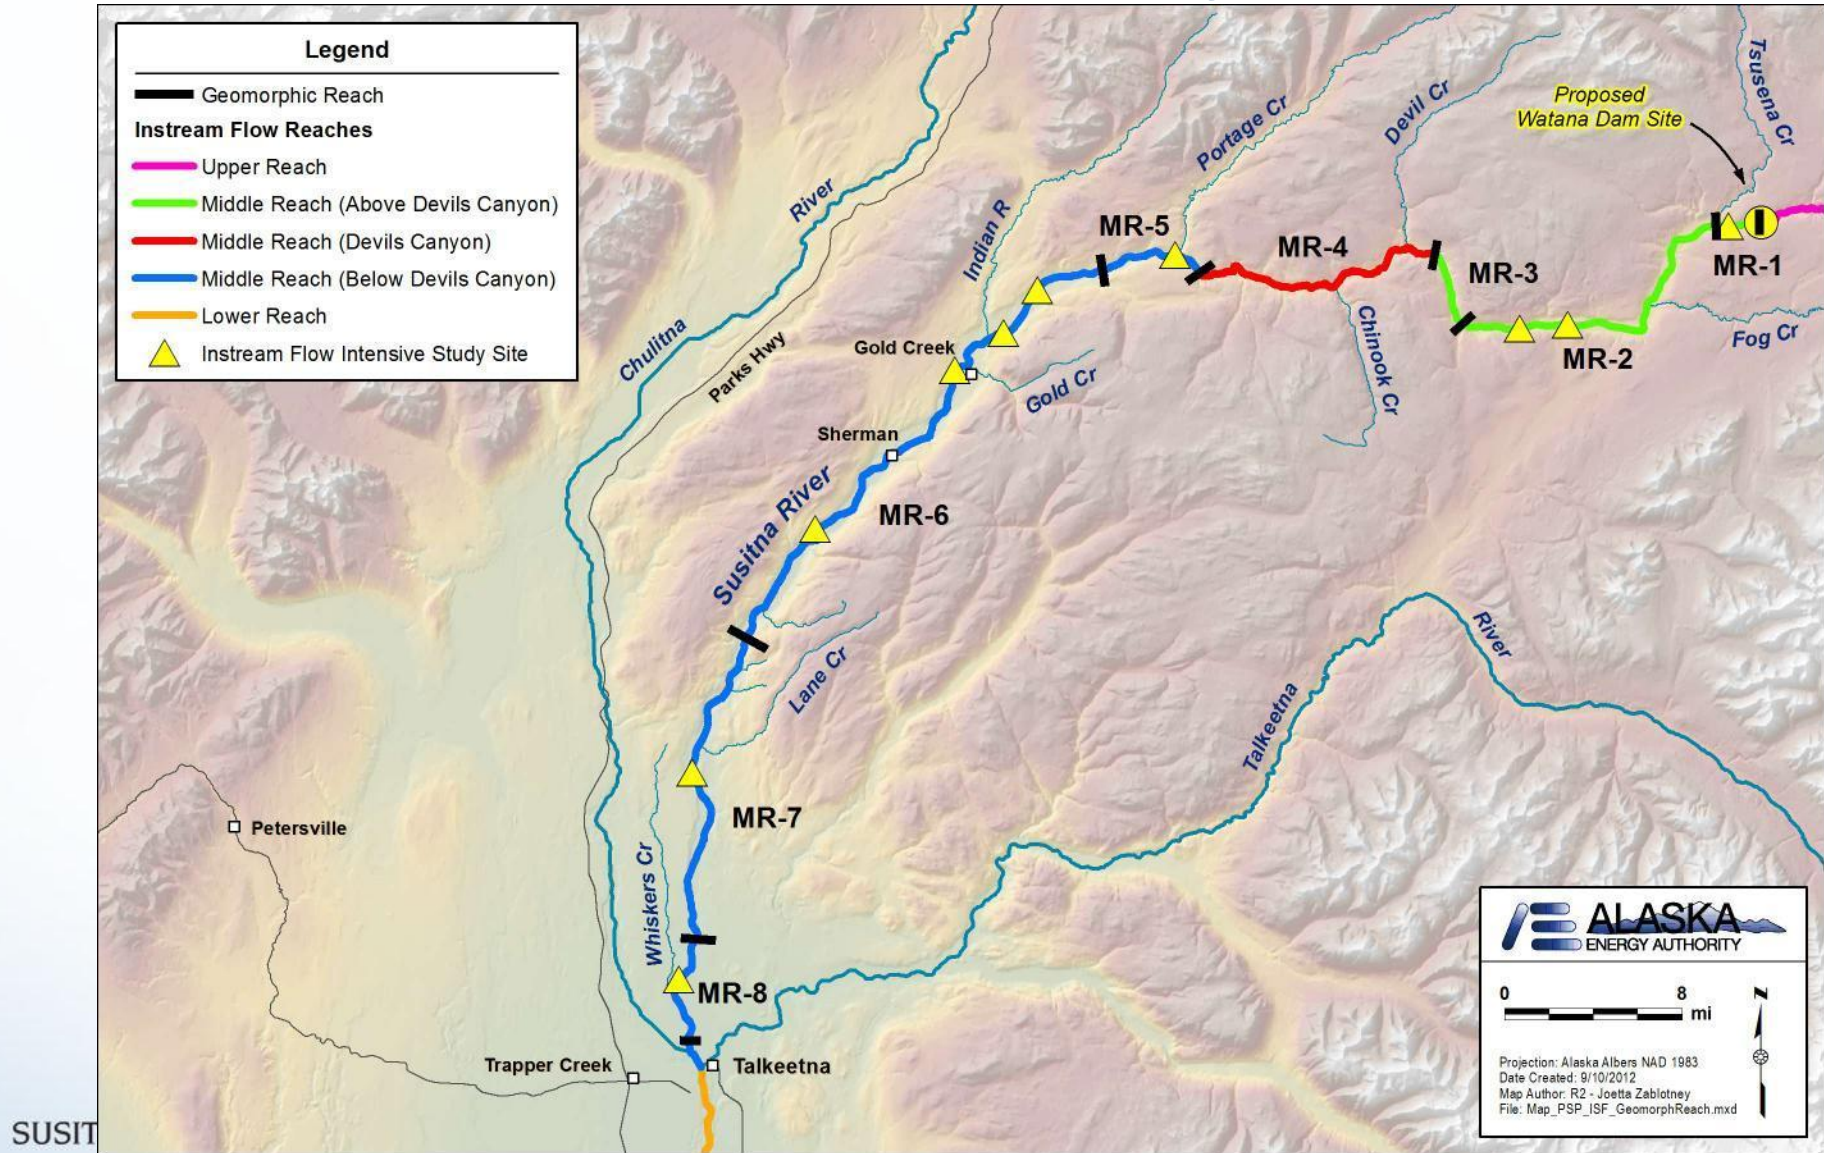 Legend
Geomorphic Reach
Instream Flow Reaches
Upper Reach
Middle Reach (Above Devils Canyon)
Middle Reach (Devils Canyon)
Middle Reach (Below Devils Canyon)
Lower Reach
Instream Flow Intensive Study Site
Tsusena Cr
Proposed
Watana Dam Site
Devil Cr
Portage Cr
River
Indian R
MR-5
MR-4
MR-3
MR-1
Chulitna
Parks Hwy
Gold Creek
Gold Cr
Chinook Cr
MR-2
Fog Cr
Sherman
Susitna River
MR-6
River
Lane Cr
Talkeetna
Petersville
MR-7
Whiskers Cr
MR-8
Trapper Creek
Talkeetna
ALASKA
ENERGY AUTHORITY
0 8
mi
N
Projection: Alaska Albers NAD 1983
Date Created: 9/10/2012
Map Author: R2 - Joetta Zablotney
File: Map_PSP_ISF_GeomorphReach.mxd
SUSIT